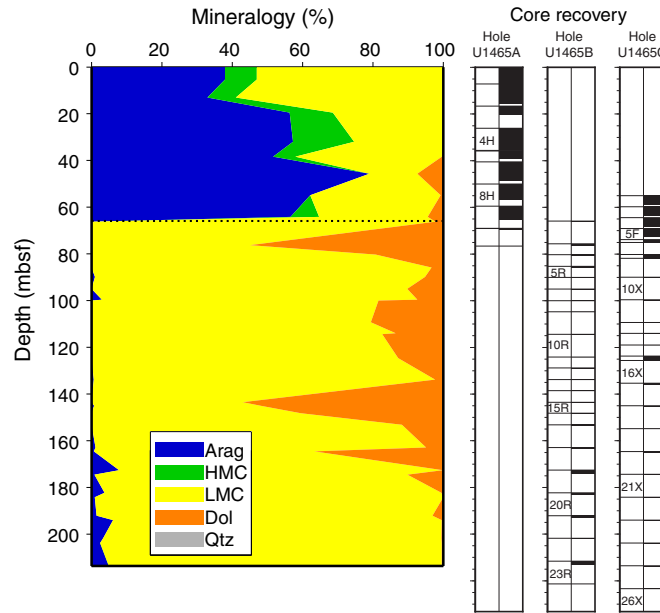 Mineralogy (%)
Core recovery
Hole U1465A
Hole U1465B
Hole
0 20 40 60 80 100
0
20
40
60
80
100
120
140
160
180
200
Depth (mbsf)
Arag
HMC
LMC
Dol
Qtz
4H
8H
5R
10R
15R
20R
23R
5F
10X
16X
21X
26X